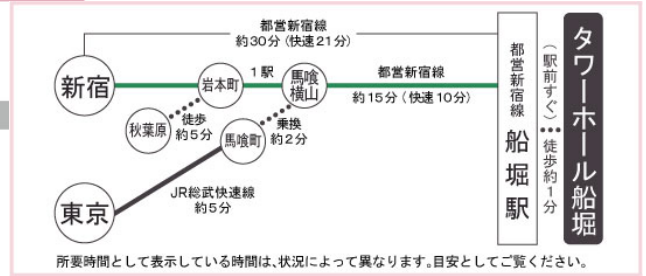 都営新宿線
約30分（快速21分）
新宿
岩本町
1駅
馬喰
横山
都営新宿線
約15分（快速10分）
秋葉原
徒歩
約5分
馬喰町
乗換
約2分
東京
JR総武快速線
約5分
都営新宿線
船堀駅
（駅前すぐ）
徒歩約1分
タワーホール船堀
所要時間として表示している時間は、状況によって異なります。目安としてご覧ください。